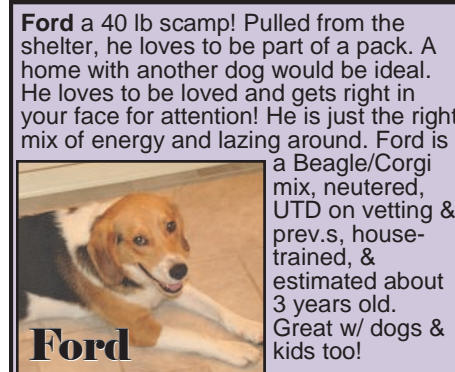 Ford a 40 lb scamp! Pulled from the
shelter, he loves to be part of a pack. A
home with another dog would be ideal.
He loves to be loved and gets right in
your face for attention! He is just the right
mix of energy and lazing around. Ford is
a Beagle/Corgi
mix, neutered,
UTD on vetting &
prev.s, house-
trained, &
estimated about
3 years old.
Great w/ dogs &
kids too!
Ford